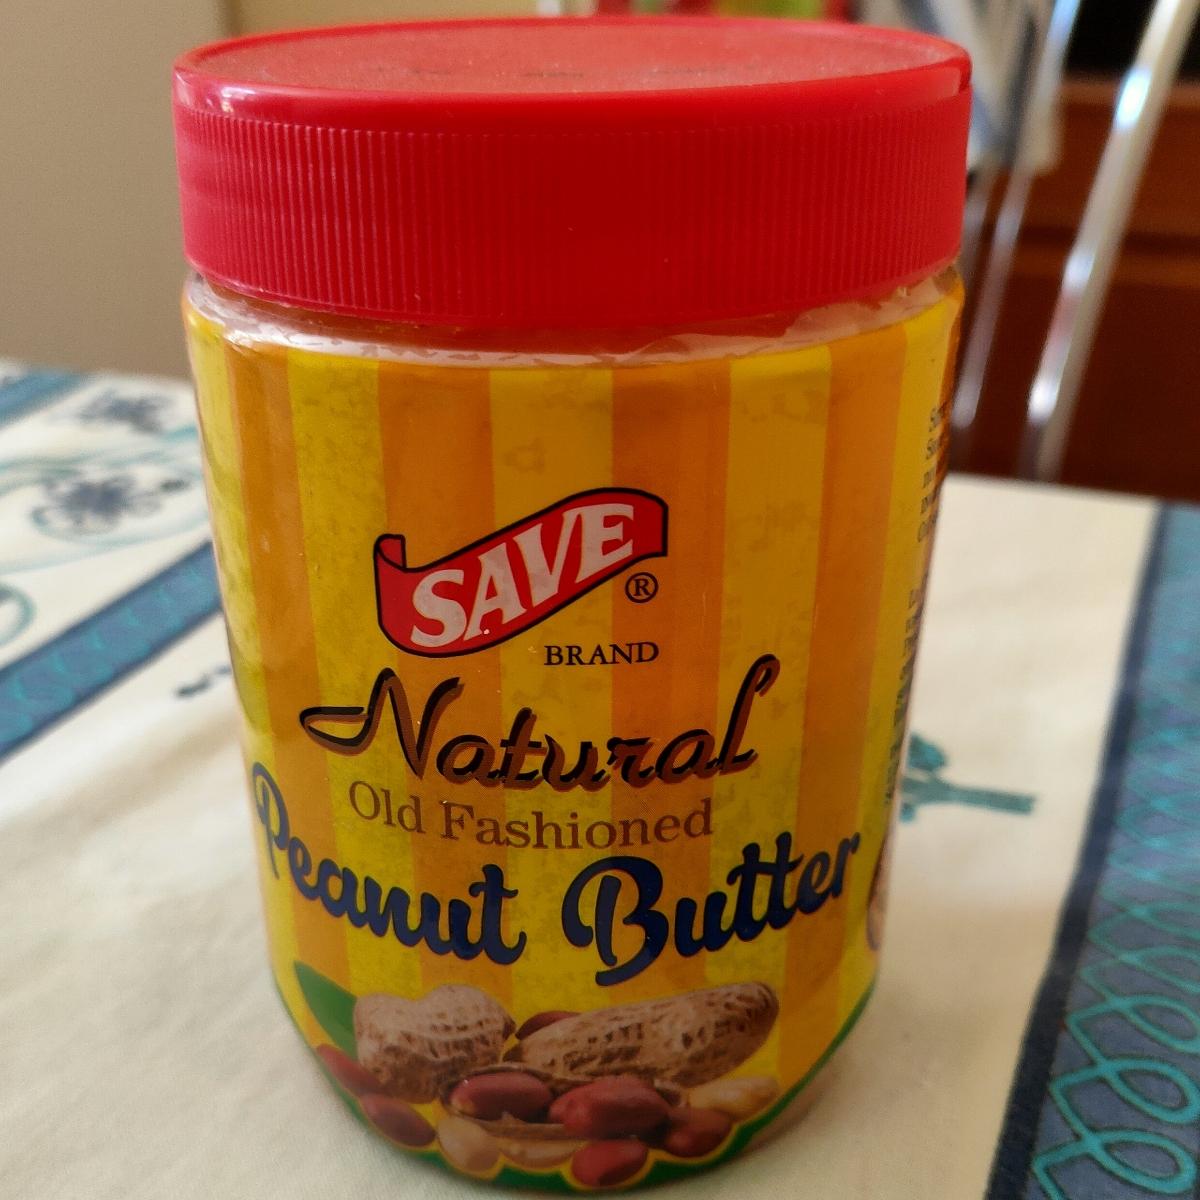 SAVE
®
BRAND
Natural
Old Fashioned
Peanut Butter